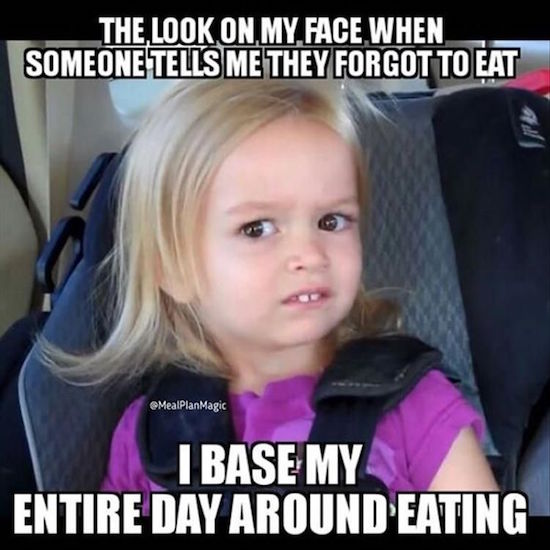 THE LOOK ON MY FACE WHEN
SOMEONE TELLS ME THEY FORGOT TO EAT
@MealPlanMagic
I BASE MY
ENTIRE DAY AROUND EATING